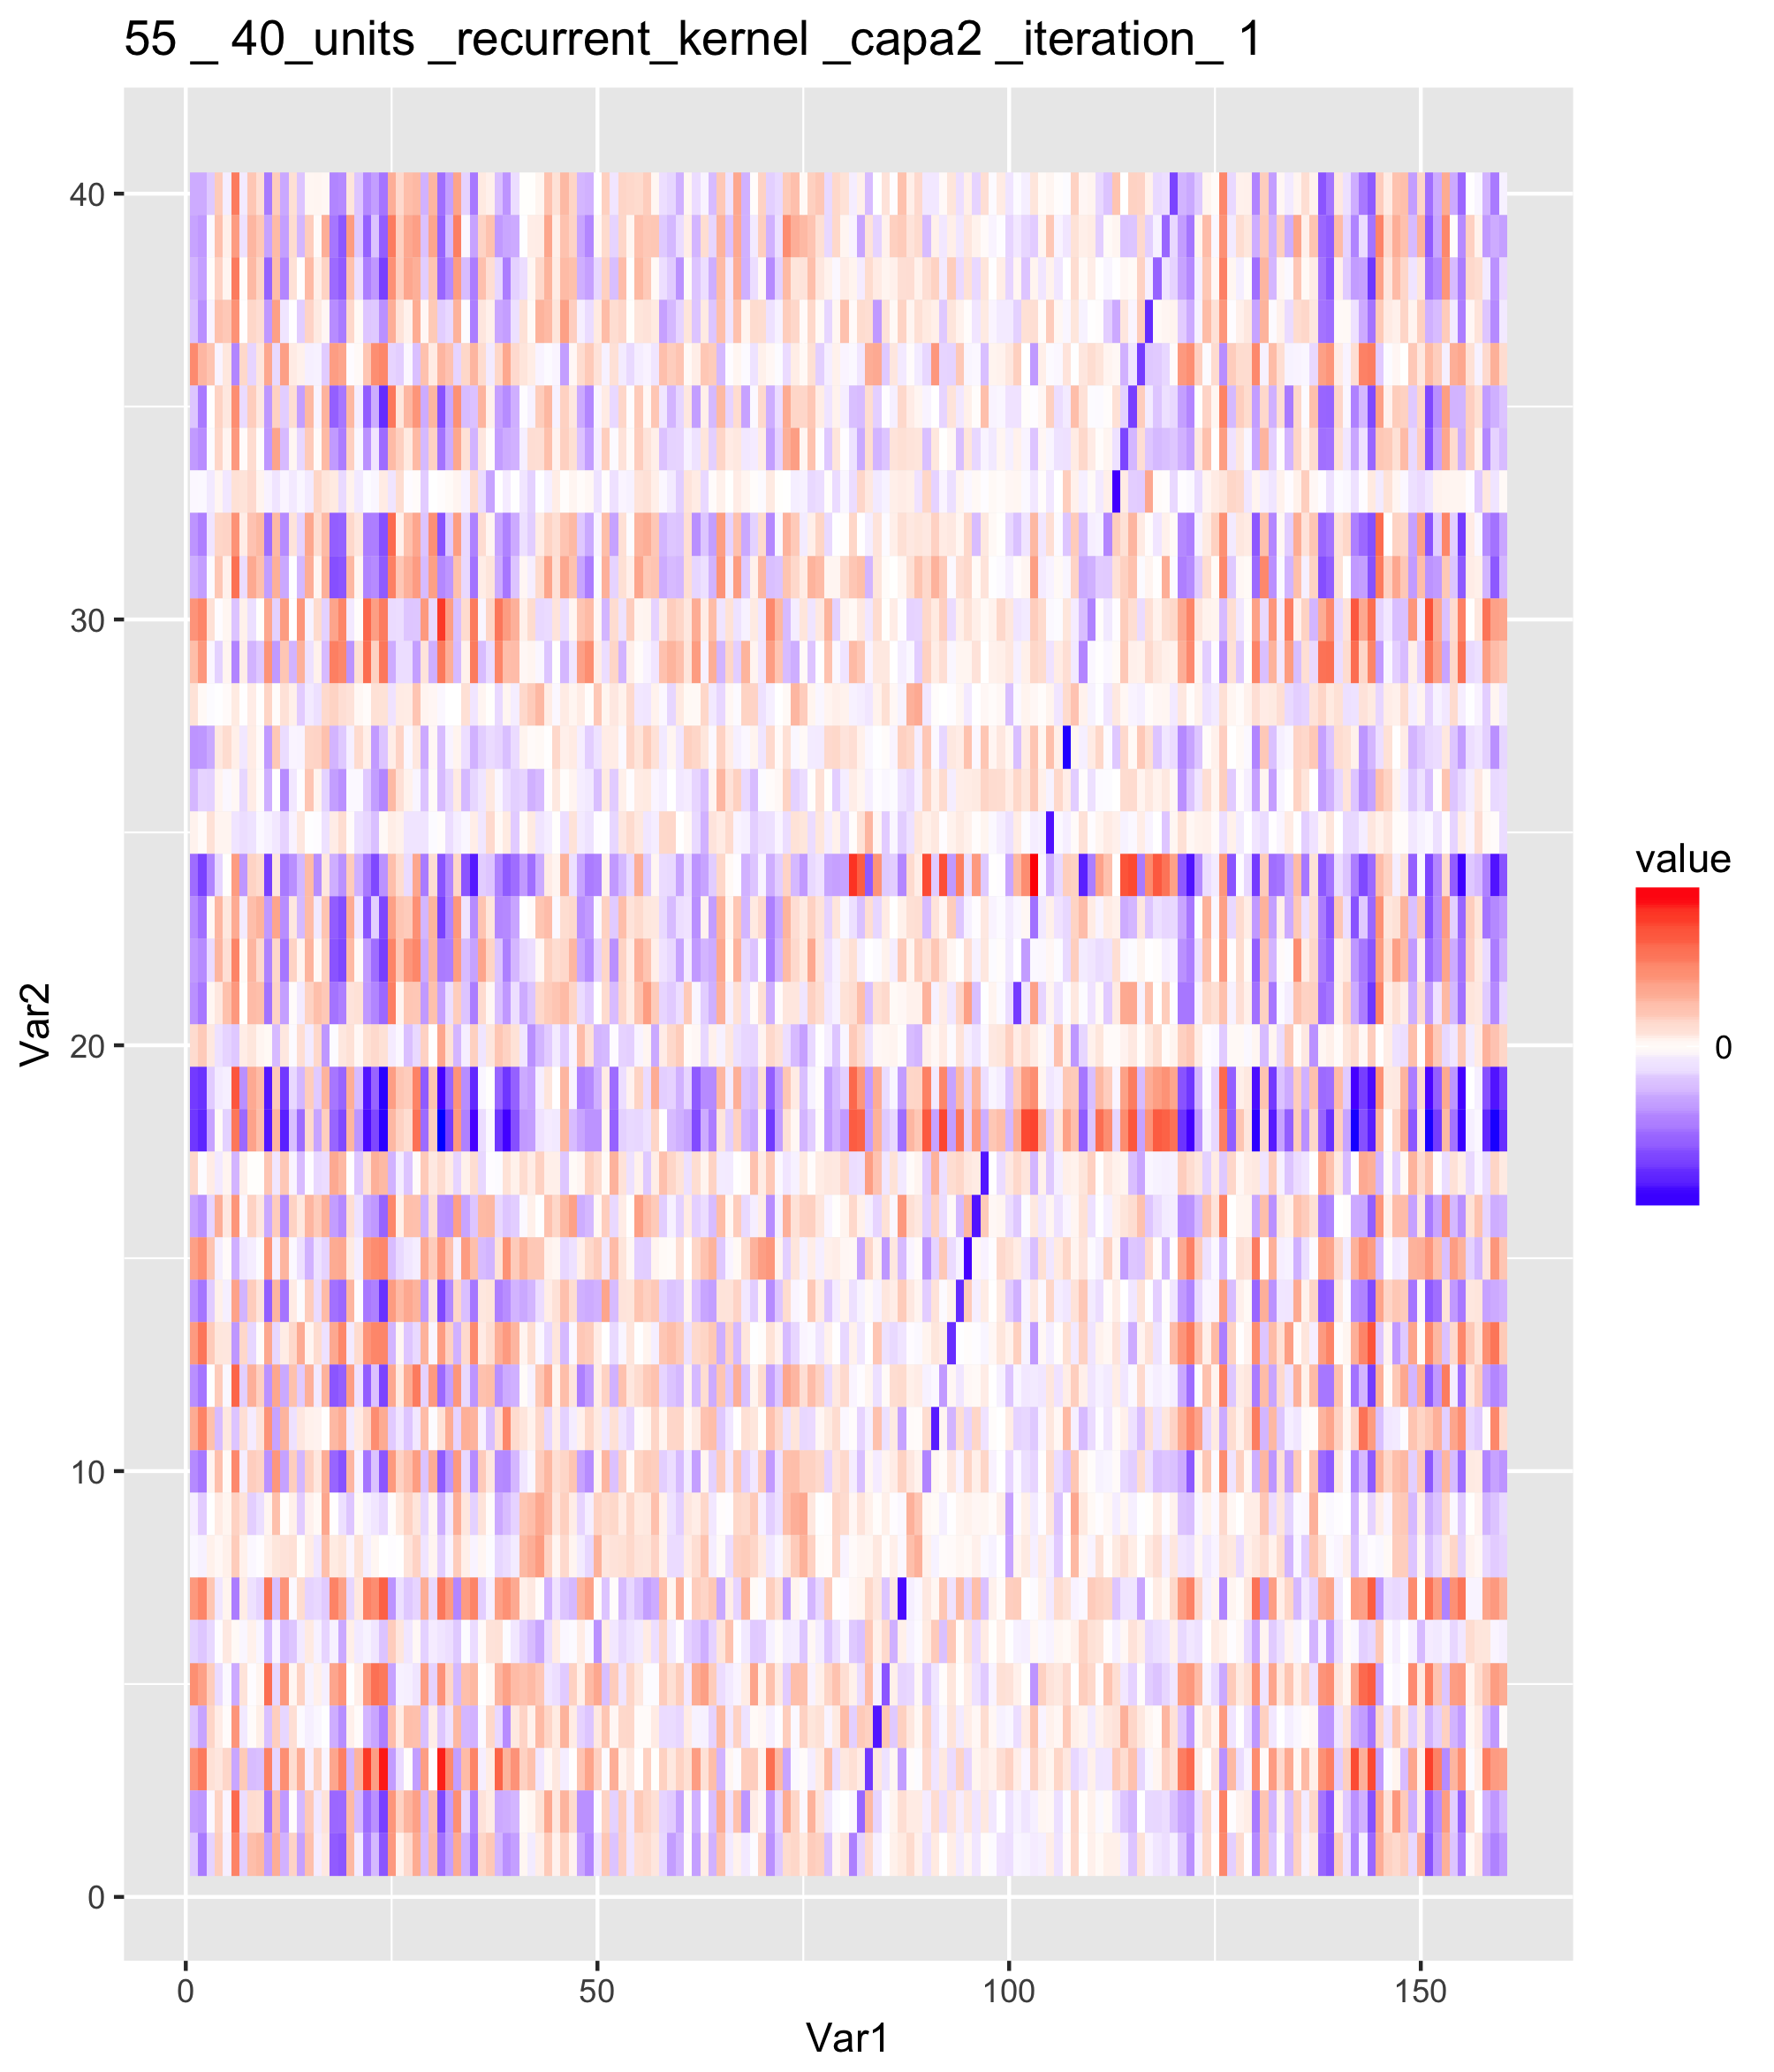 55 _ 40_units _recurrent_kernel _capa2 _iteration_ 1
40
30
20
10
0
Var2
0
50
100
150
Var1
value
0